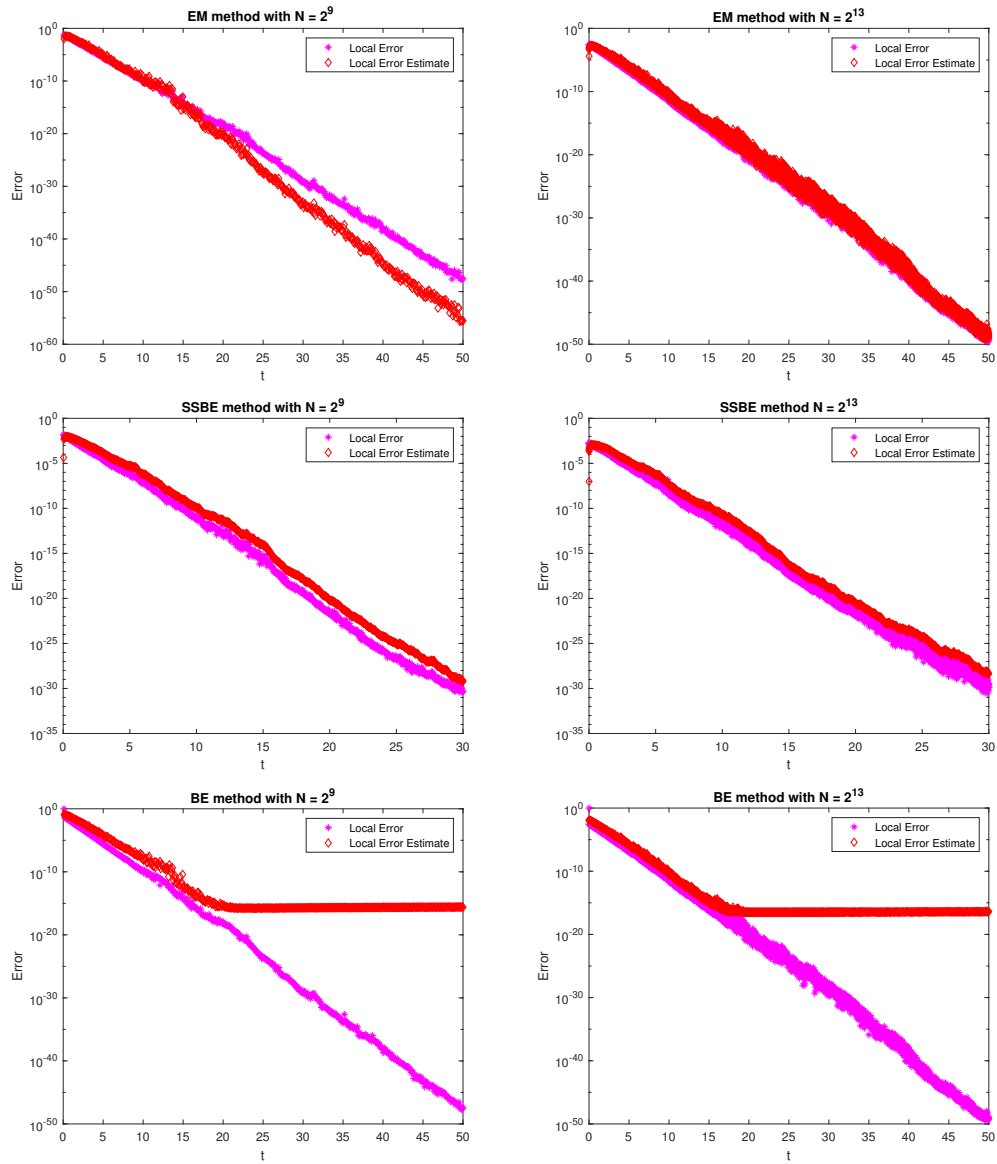 EM method with N = 2^9
10^0
10^-10
10^-20
10^-30
10^-40
10^-50
10^-60
Error
Local Error
Local Error Estimate
0 5 10 15 20 25 30 35 40 45 50
t
EM method with N = 2^13
10^0
10^-10
10^-20
10^-30
10^-40
10^-50
Error
Local Error
Local Error Estimate
0 5 10 15 20 25 30 35 40 45 50
t
SSBE method with N = 2^9
10^0
10^-5
10^-10
10^-15
10^-20
10^-25
10^-30
10^-35
Error
Local Error
Local Error Estimate
0 5 10 15 20 25 30
t
SSBE method N = 2^13
10^0
10^-5
10^-10
10^-15
10^-20
10^-25
10^-30
10^-35
Error
Local Error
Local Error Estimate
0 5 10 15 20 25 30
t
BE method with N = 2^9
10^0
10^-10
10^-20
10^-30
10^-40
10^-50
Error
Local Error
Local Error Estimate
0 5 10 15 20 25 30 35 40 45 50
t
BE method with N = 2^13
10^0
10^-10
10^-20
10^-30
10^-40
10^-50
Error
Local Error
Local Error Estimate
0 5 10 15 20 25 30 35 40 45 50
t